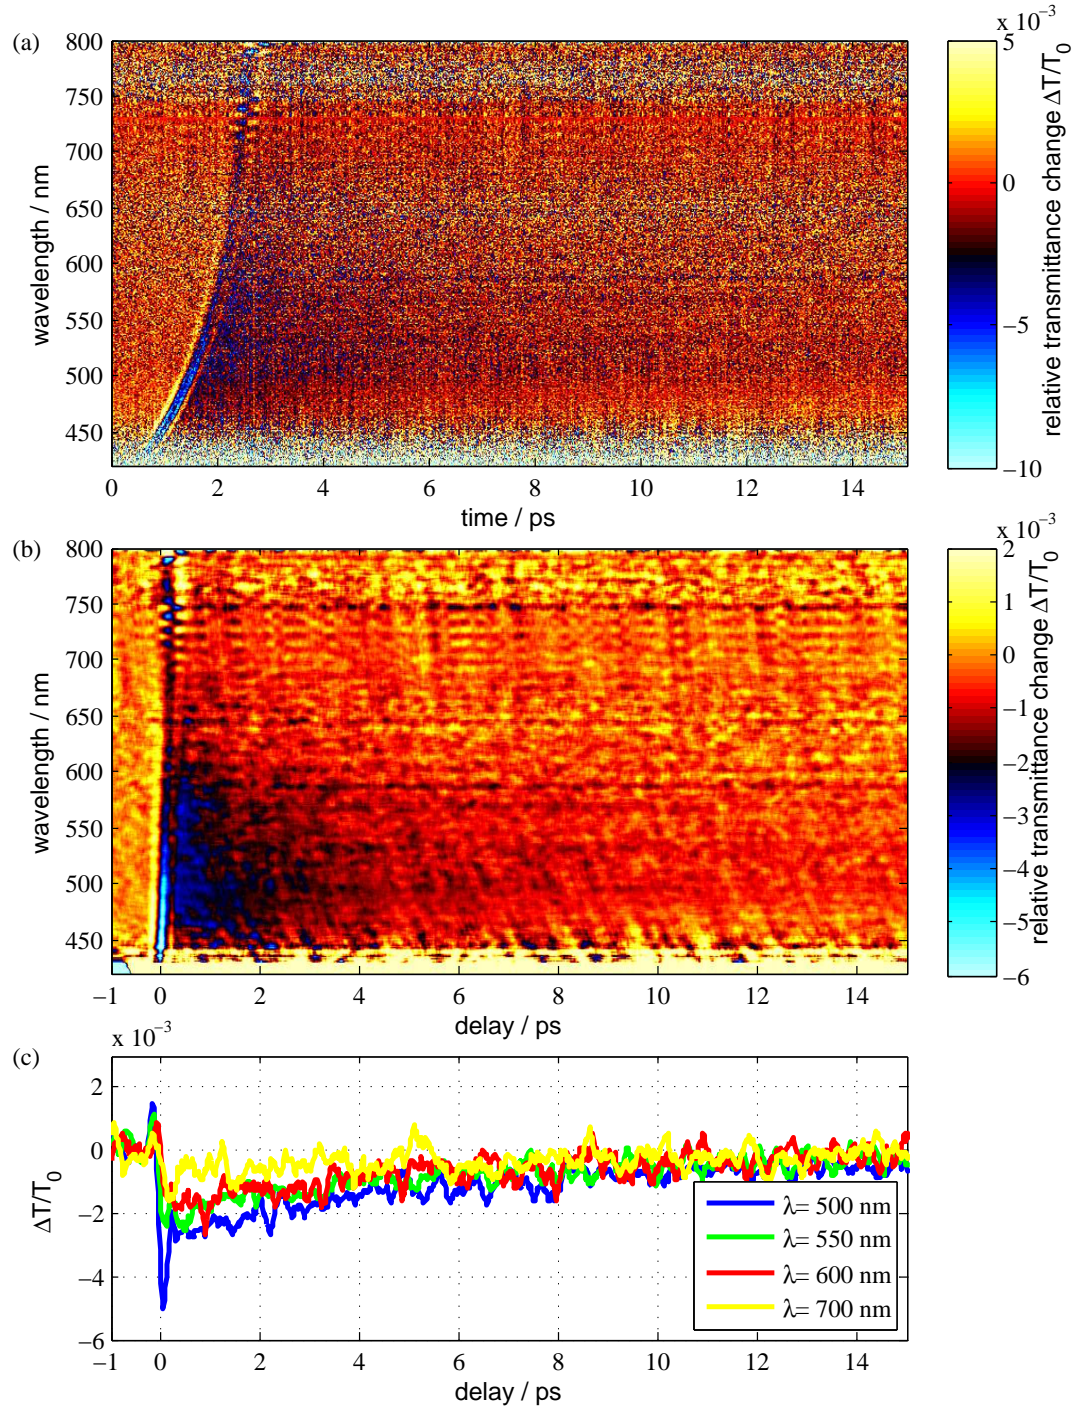 (a)
x 10⁻³
800
750
700
650
600
550
500
450
wavelength / nm
0 2 4 6 8 10 12 14
time / ps
5
0
−5
−10
relative transmittance change ΔT/T₀
(b)
x 10⁻³
800
750
700
650
600
550
500
450
wavelength / nm
−1 0 2 4 6 8 10 12 14
delay / ps
2
1
0
−1
−2
−3
−4
−5
−6
relative transmittance change ΔT/T₀
(c)
x 10⁻³
2
0
−2
−4
−6
ΔT/T₀
−1 0 2 4 6 8 10 12 14
delay / ps
λ= 500 nm
λ= 550 nm
λ= 600 nm
λ= 700 nm